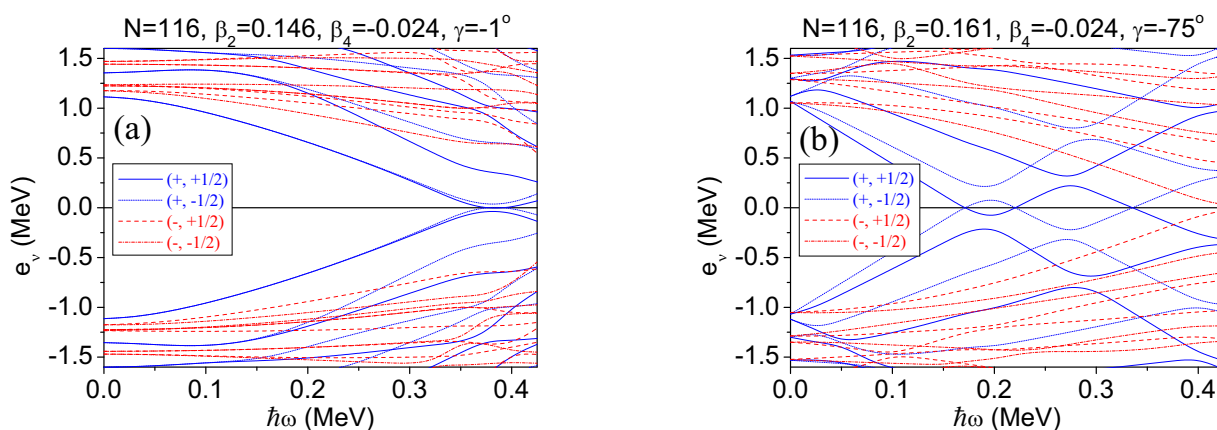 N=116, β₂=0.146, β₄=-0.024, γ=-1°
(a)
1.5
1.0
0.5
0.0
-0.5
-1.0
-1.5
eᵥ (MeV)
(+, +1/2)
(+, -1/2)
(-, +1/2)
(-, -1/2)
0.0 0.1 0.2 0.3 0.4
ℏω (MeV)
N=116, β₂=0.161, β₄=-0.024, γ=-75°
(b)
1.5
1.0
0.5
0.0
-0.5
-1.0
-1.5
eᵥ (MeV)
(+, +1/2)
(+, -1/2)
(-, +1/2)
(-, -1/2)
0.0 0.1 0.2 0.3 0.4
ℏω (MeV)